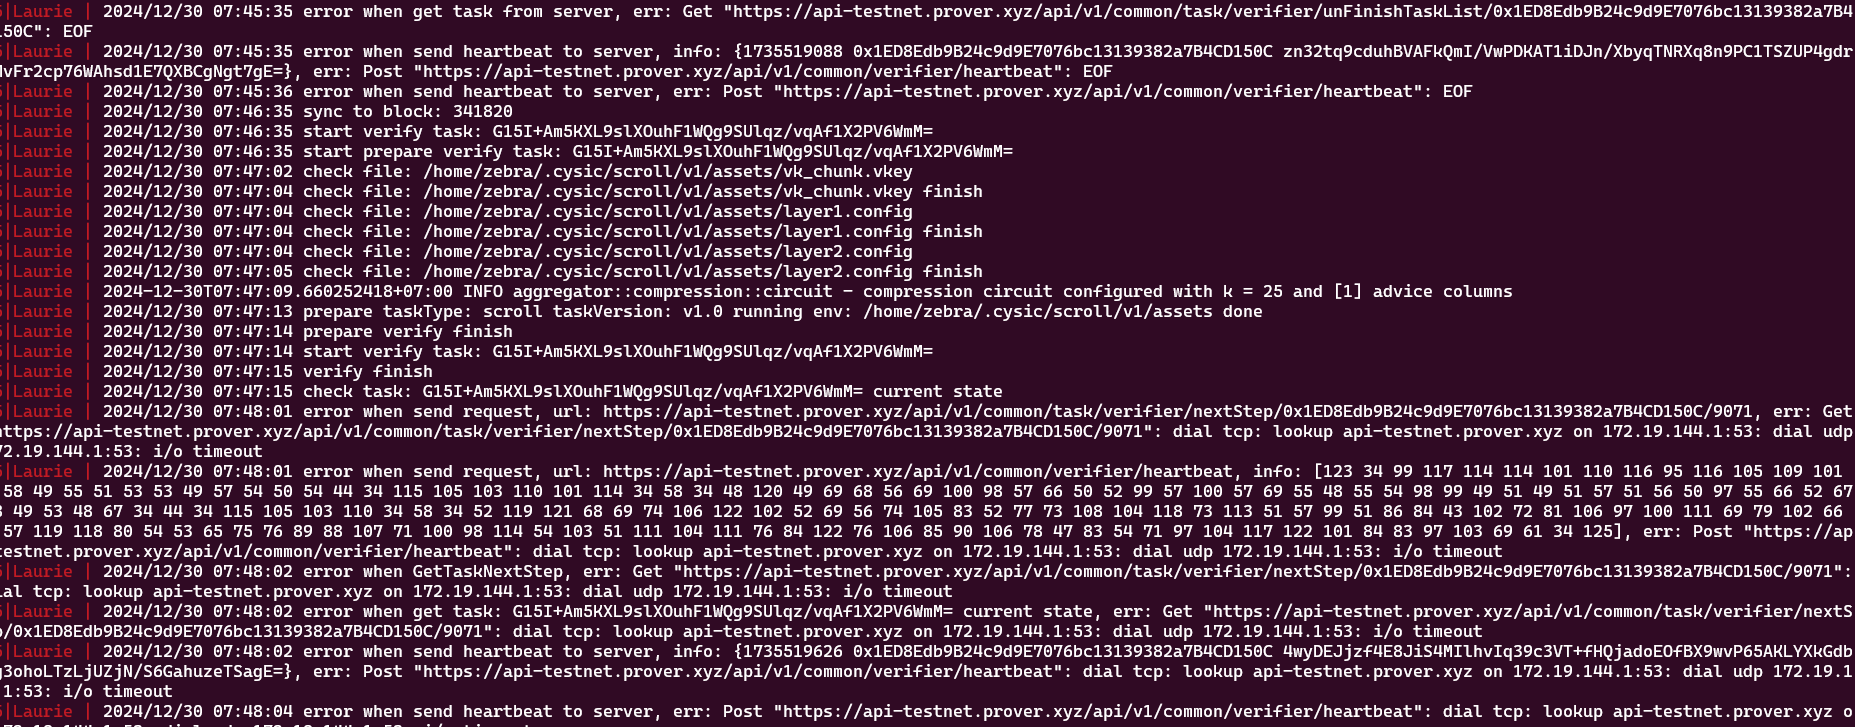 |Laurie | 2024/12/30 07:45:35 error when get task from server, err: Get "https://api-testnet.prover.xyz/api/v1/common/task/verifier/unFinishTaskList/0x1ED8Edb9B24c9d9E7076bc13139382a7B4
150C": EOF
|Laurie | 2024/12/30 07:45:35 error when send heartbeat to server, info: {1735519088 0x1ED8Edb9B24c9d9E7076bc13139382a7B4CD150C zn32tq9cduhBVAFkQmI/VwPDKAT1iDJn/XbyqTNRXq8n9PC1TSZUP4gdr
vFr2cp76WAhsd1E7QXBCgNgt7gE=}, err: Post "https://api-testnet.prover.xyz/api/v1/common/verifier/heartbeat": EOF
|Laurie | 2024/12/30 07:45:36 error when send heartbeat to server, err: Post "https://api-testnet.prover.xyz/api/v1/common/verifier/heartbeat": EOF
|Laurie | 2024/12/30 07:46:35 sync to block: 341820
|Laurie | 2024/12/30 07:46:35 start verify task: G15I+Am5KXL9slXOuhF1WQg9SUlqz/vqAf1X2PV6WmM=
|Laurie | 2024/12/30 07:46:35 start prepare verify task: G15I+Am5KXL9slXOuhF1WQg9SUlqz/vqAf1X2PV6WmM=
|Laurie | 2024/12/30 07:47:02 check file: /home/zebra/.cysic/scroll/v1/assets/vk_chunk.vkey
|Laurie | 2024/12/30 07:47:04 check file: /home/zebra/.cysic/scroll/v1/assets/vk_chunk.vkey finish
|Laurie | 2024/12/30 07:47:04 check file: /home/zebra/.cysic/scroll/v1/assets/layer1.config
|Laurie | 2024/12/30 07:47:04 check file: /home/zebra/.cysic/scroll/v1/assets/layer1.config finish
|Laurie | 2024/12/30 07:47:04 check file: /home/zebra/.cysic/scroll/v1/assets/layer2.config
|Laurie | 2024/12/30 07:47:05 check file: /home/zebra/.cysic/scroll/v1/assets/layer2.config finish
|Laurie | 2024-12-30T07:47:09.660252418+07:00 INFO aggregator::compression::circuit - compression circuit configured with k = 25 and [1] advice columns
|Laurie | 2024/12/30 07:47:13 prepare taskType: scroll taskVersion: v1.0 running env: /home/zebra/.cysic/scroll/v1/assets done
|Laurie | 2024/12/30 07:47:14 prepare verify finish
|Laurie | 2024/12/30 07:47:14 start verify task: G15I+Am5KXL9slXOuhF1WQg9SUlqz/vqAf1X2PV6WmM=
|Laurie | 2024/12/30 07:47:15 verify finish
|Laurie | 2024/12/30 07:47:15 check task: G15I+Am5KXL9slXOuhF1WQg9SUlqz/vqAf1X2PV6WmM= current state
|Laurie | 2024/12/30 07:48:01 error when send request, url: https://api-testnet.prover.xyz/api/v1/common/task/verifier/nextStep/0x1ED8Edb9B24c9d9E7076bc13139382a7B4CD150C/9071, err: Get
https://api-testnet.prover.xyz/api/v1/common/task/verifier/nextStep/0x1ED8Edb9B24c9d9E7076bc13139382a7B4CD150C/9071": dial tcp: lookup api-testnet.prover.xyz on 172.19.144.1:53: dial udp
72.19.144.1:53: i/o timeout
|Laurie | 2024/12/30 07:48:01 error when send request, url: https://api-testnet.prover.xyz/api/v1/common/verifier/heartbeat, info: [123 34 99 117 114 114 101 110 116 95 116 105 109 101
58 49 55 51 53 53 49 57 54 50 54 44 34 115 105 103 110 101 114 34 58 34 48 120 49 69 68 56 69 100 98 57 66 50 52 99 57 100 57 69 55 48 55 54 98 99 49 51 49 51 57 51 56 50 97 55 66 52 67
49 53 48 67 34 44 34 115 105 103 110 34 58 34 52 119 121 68 69 74 106 122 102 52 69 56 74 105 83 52 77 73 108 104 118 73 113 51 57 99 51 86 84 43 102 72 81 106 97 100 111 69 79 102 66
57 119 118 80 54 53 65 75 76 89 88 107 71 100 98 114 54 103 51 111 104 111 76 84 122 76 106 85 90 106 78 47 83 54 71 97 104 117 122 101 84 83 97 103 69 61 34 125], err: Post "https://ap
testnet.prover.xyz/api/v1/common/verifier/heartbeat": dial tcp: lookup api-testnet.prover.xyz on 172.19.144.1:53: dial udp 172.19.144.1:53: i/o timeout
|Laurie | 2024/12/30 07:48:02 error when GetTaskNextStep, err: Get "https://api-testnet.prover.xyz/api/v1/common/task/verifier/nextStep/0x1ED8Edb9B24c9d9E7076bc13139382a7B4CD150C/9071":
al tcp: lookup api-testnet.prover.xyz on 172.19.144.1:53: dial udp 172.19.144.1:53: i/o timeout
|Laurie | 2024/12/30 07:48:02 error when get task: G15I+Am5KXL9slXOuhF1WQg9SUlqz/vqAf1X2PV6WmM= current state, err: Get "https://api-testnet.prover.xyz/api/v1/common/task/verifier/nextS
/0x1ED8Edb9B24c9d9E7076bc13139382a7B4CD150C/9071": dial tcp: lookup api-testnet.prover.xyz on 172.19.144.1:53: dial udp 172.19.144.1:53: i/o timeout
|Laurie | 2024/12/30 07:48:02 error when send heartbeat to server, info: {1735519626 0x1ED8Edb9B24c9d9E7076bc13139382a7B4CD150C 4wyDEJjzf4E8JiS4MIlhvIq39c3VT+fHQjadoEOfBX9wvP65AKLYXkGdb
g3ohoLTzLjUZjN/S6GahuzeTSagE=}, err: Post "https://api-testnet.prover.xyz/api/v1/common/verifier/heartbeat": dial tcp: lookup api-testnet.prover.xyz on 172.19.144.1:53: dial udp 172.19.1
1:53: i/o timeout
|Laurie | 2024/12/30 07:48:04 error when send heartbeat to server, err: Post "https://api-testnet.prover.xyz/api/v1/common/verifier/heartbeat": dial tcp: lookup api-testnet.prover.xyz o